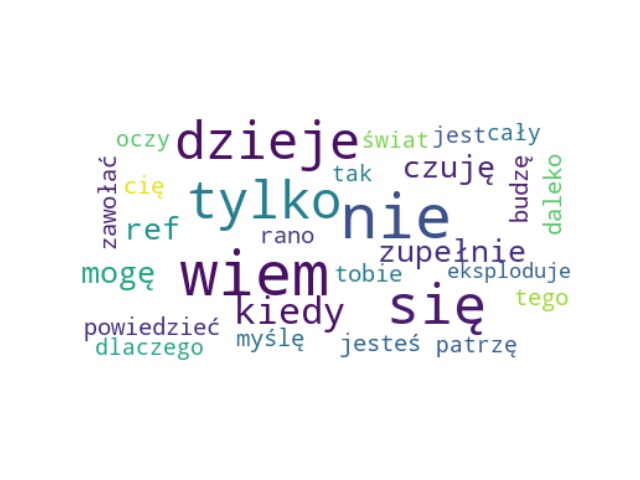 oczy dzieje świat jest cały
zawołać cię tak czuję budzę daleko
ref tylko nie
rano zupełnie
mogę wiem tobie eksploduje
kiedy się tego
powiedzieć
dlaczego myślę jesteś patrzę